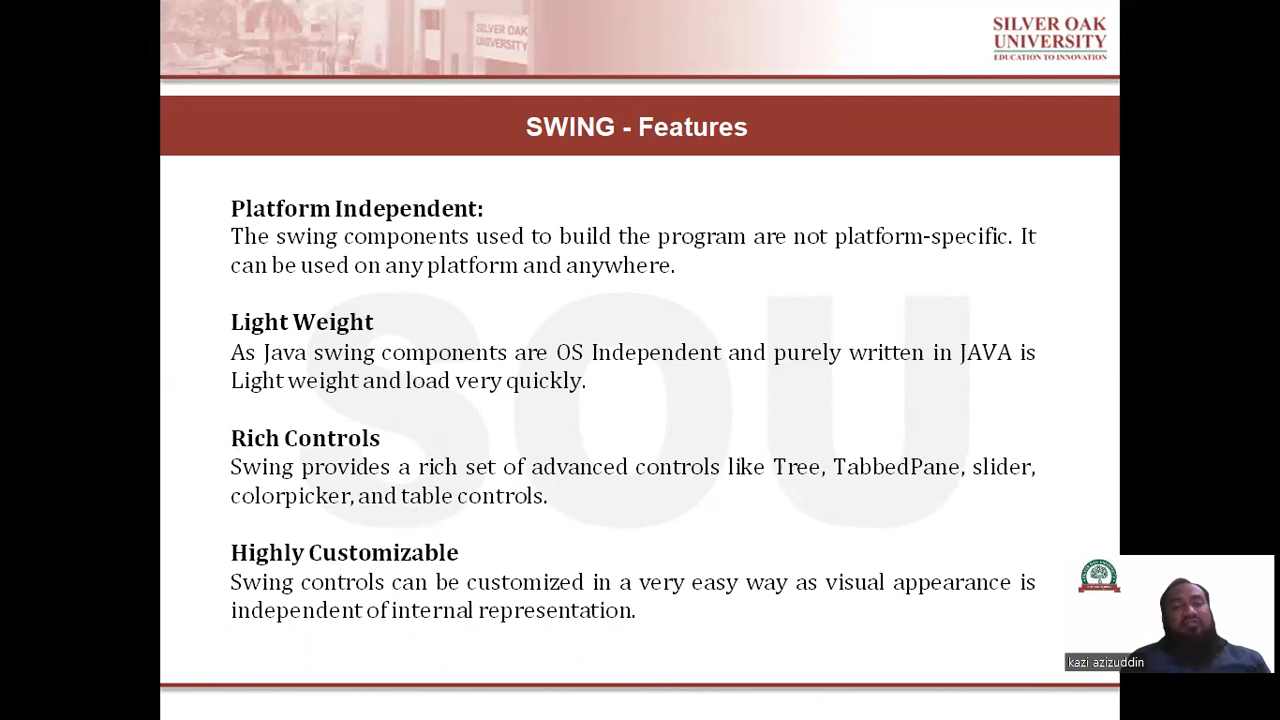 SILVER OAK
UNIVERSITY
SILVER OAK
UNIVERSITY
EDUCATION TO INNOVATION
SWING - Features
Platform Independent:
The swing components used to build the program are not platform-specific. It
can be used on any platform and anywhere.
Light Weight
As Java swing components are OS Independent and purely written in JAVA is
Light weight and load very quickly.
Rich Controls
Swing provides a rich set of advanced controls like Tree, TabbedPane, slider,
colorpicker, and table controls.
Highly Customizable
Swing controls can be customized in a very easy way as visual appearance is
independent of internal representation.
SOU
kazi azizuddin